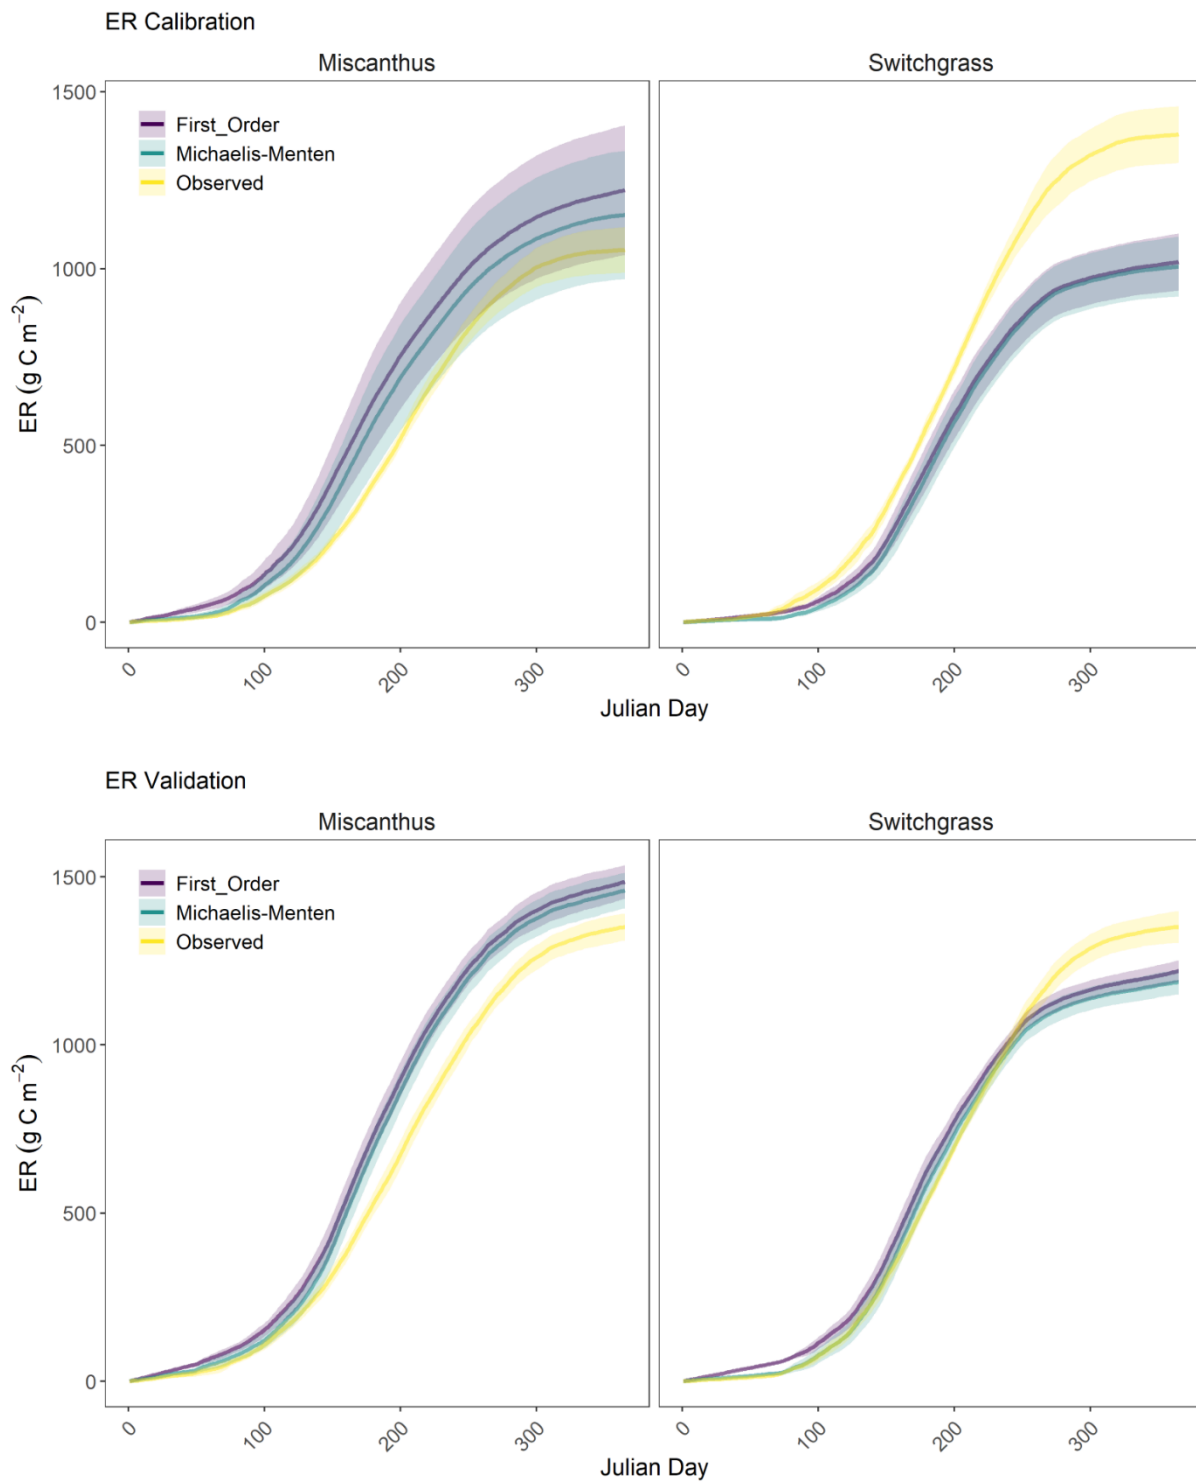 ER Calibration
Miscanthus
Switchgrass
1500
1000
500
0
ER (g C m⁻²)
First_Order
Michaelis-Menten
Observed
0 100 200 300
0 100 200 300
Julian Day
ER Validation
Miscanthus
Switchgrass
1500
1000
500
0
ER (g C m⁻²)
First_Order
Michaelis-Menten
Observed
0 100 200 300
0 100 200 300
Julian Day